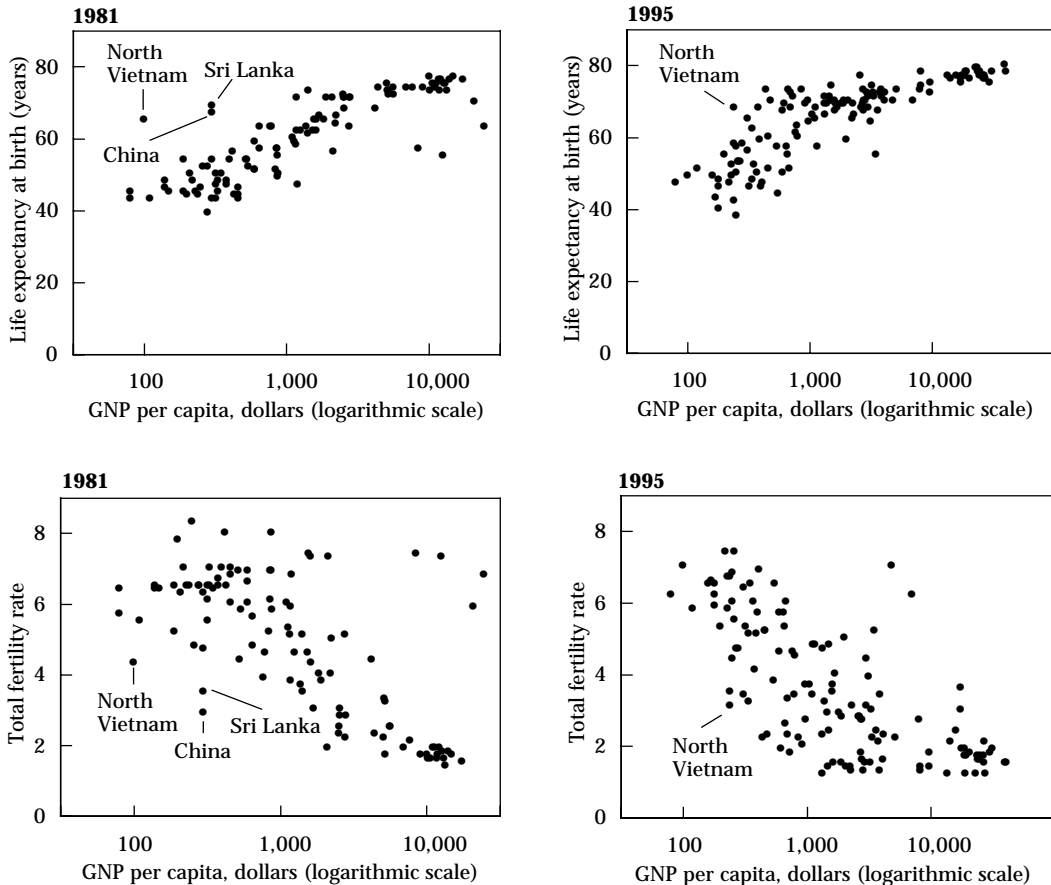 1981
North
Vietnam
Sri Lanka
China
80
60
40
20
0
Life expectancy at birth (years)
100
1,000
10,000
GNP per capita, dollars (logarithmic scale)
1995
North
Vietnam
80
60
40
20
0
Life expectancy at birth (years)
100
1,000
10,000
GNP per capita, dollars (logarithmic scale)
1981
8
6
4
2
0
Total fertility rate
North
Vietnam
Sri Lanka
China
100
1,000
10,000
GNP per capita, dollars (logarithmic scale)
1995
8
6
4
2
0
Total fertility rate
North
Vietnam
100
1,000
10,000
GNP per capita, dollars (logarithmic scale)